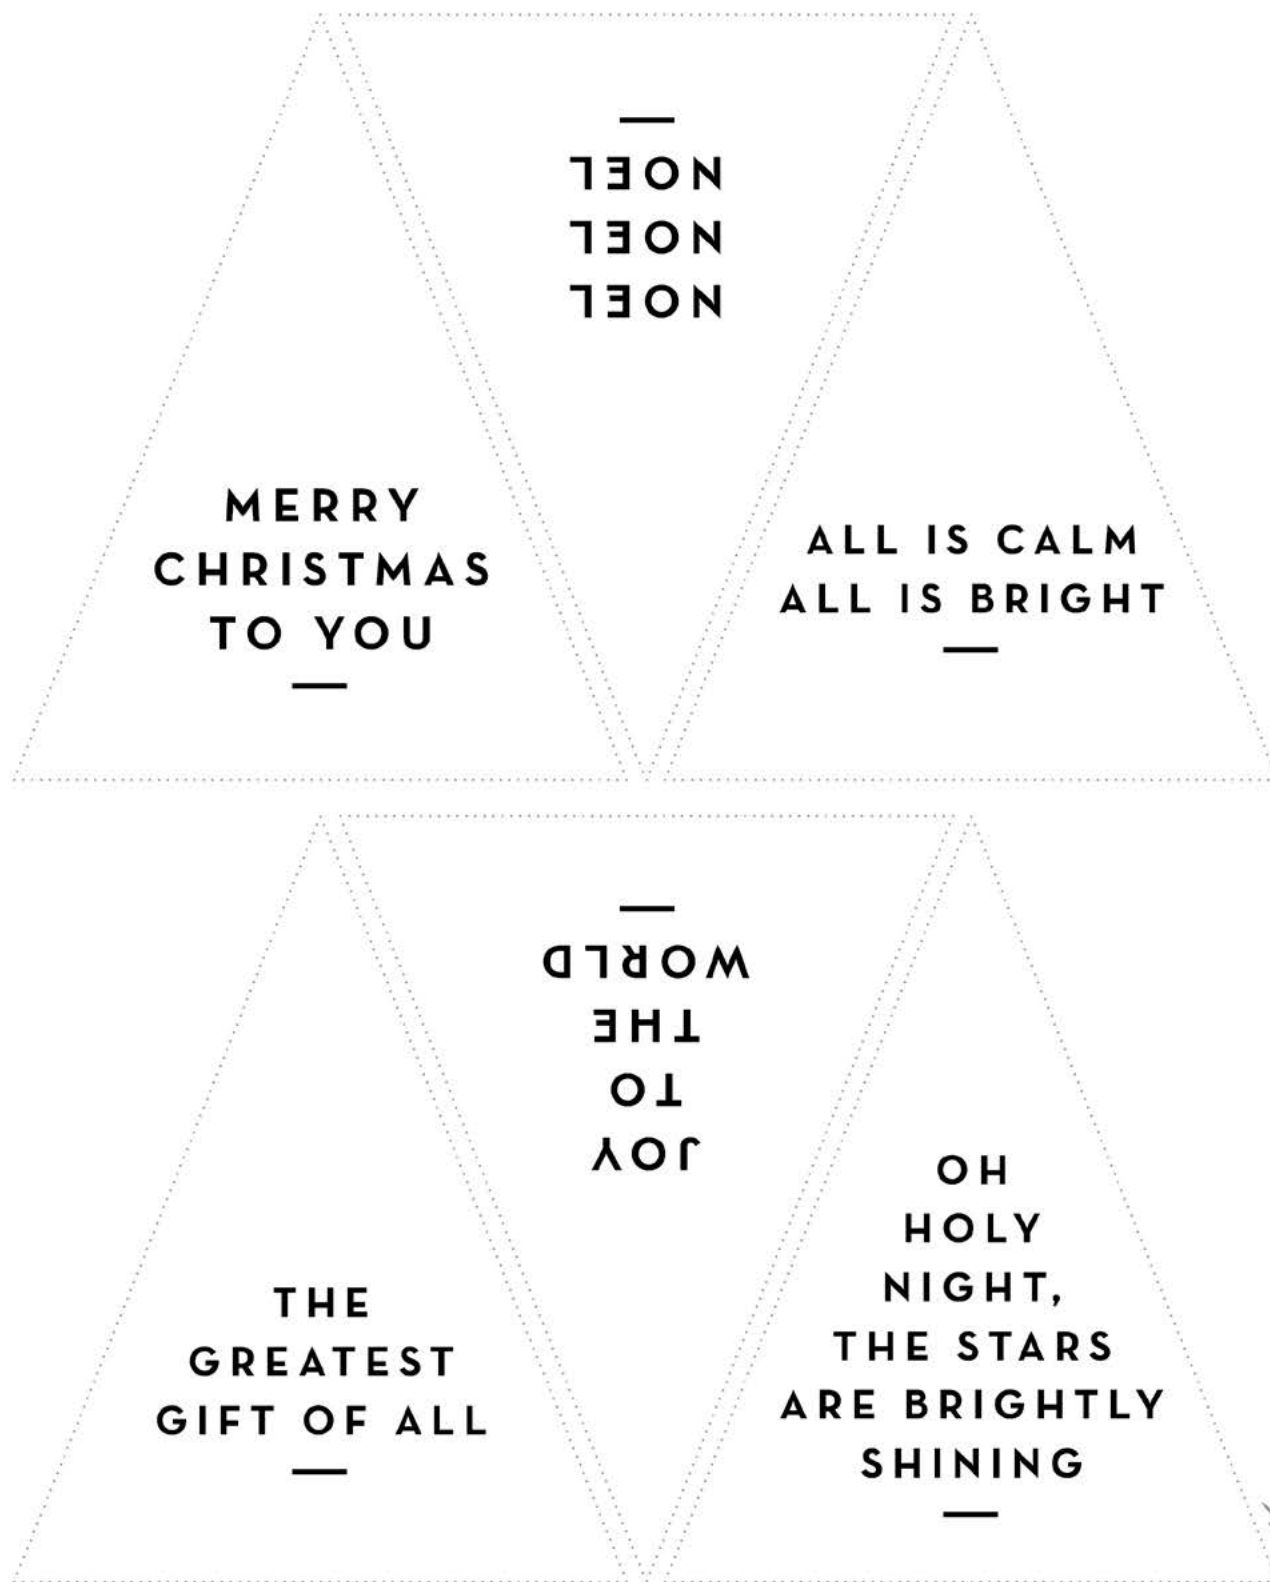 MERRY
CHRISTMAS
TO YOU
NOEL
NOEL
NOEL
ALL IS CALM
ALL IS BRIGHT
THE
GREATEST
GIFT OF ALL
JOY
TO
THE
WORLD
OH
HOLY
NIGHT,
THE STARS
ARE BRIGHTLY
SHINING